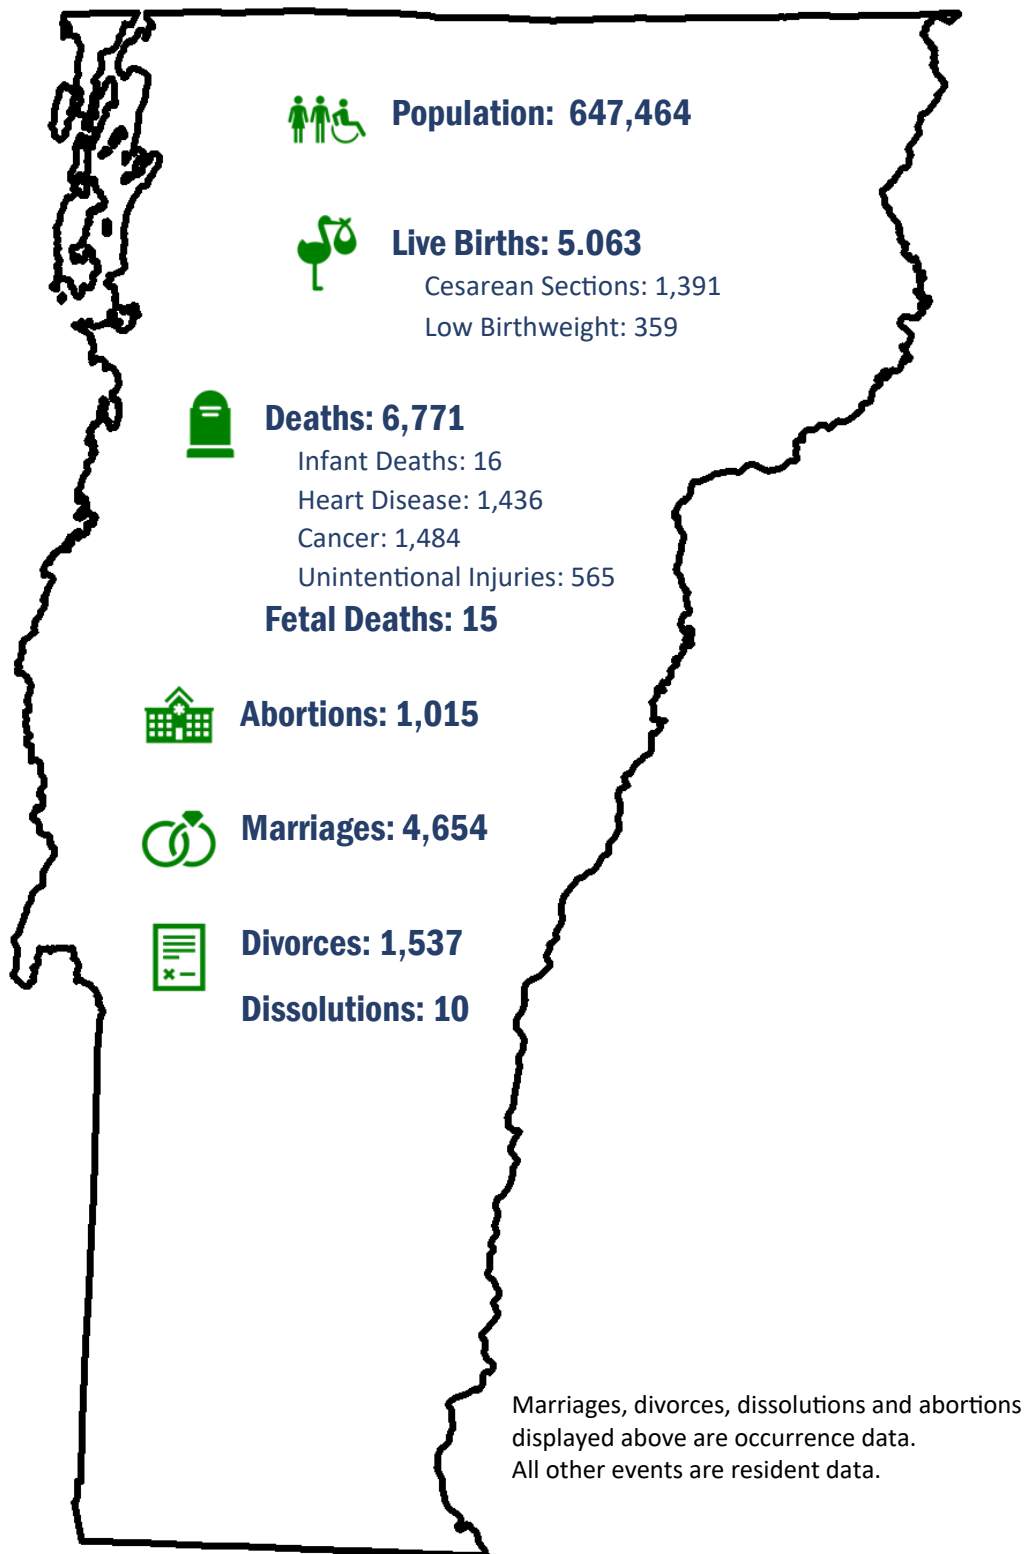 Population: 647,464
Live Births: 5.063
Cesarean Sections: 1,391
Low Birthweight: 359
Deaths: 6,771
Infant Deaths: 16
Heart Disease: 1,436
Cancer: 1,484
Unintentional Injuries: 565
Fetal Deaths: 15
Abortions: 1,015
Marriages: 4,654
Divorces: 1,537
Dissolutions: 10
Marriages, divorces, dissolutions and abortions
displayed above are occurrence data.
All other events are resident data.